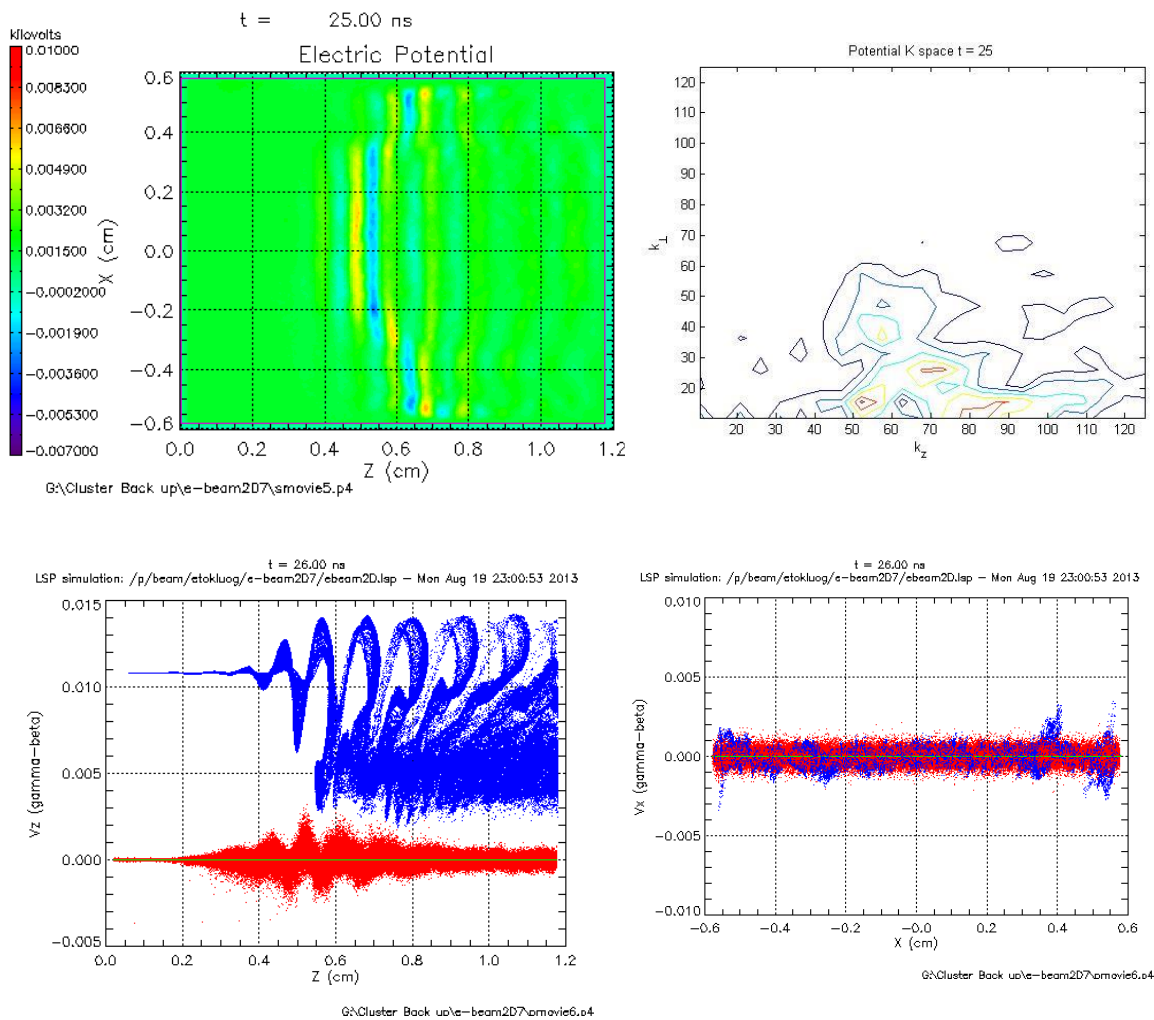 t = 25.00 ns
kilovolts
Electric Potential
0.01000
0.008300
0.006600
0.004900
0.003200
0.001500
−0.0002000
−0.001900
−0.003600
−0.005300
−0.007000
0.6
0.4
0.2
0.0
−0.2
−0.4
−0.6
X (cm)
0.0 0.2 0.4 0.6 0.8 1.0 1.2
Z (cm)
G:\Cluster Back up\e−beam2D7\smovie5.p4
Potential K space t = 25
120
110
100
90
80
70
60
50
40
30
20
k⊥
20 30 40 50 60 70 80 90 100 110 120
kz
t = 26.00 ns
LSP simulation: /p/beam/etokluog/e−beam2D7/ebeam2D.lsp − Mon Aug 19 23:00:53 2013
0.015
0.010
0.005
0.000
−0.005
Vz (gamma−beta)
0.0 0.2 0.4 0.6 0.8 1.0 1.2
Z (cm)
G:\Cluster Back up\e−beam2D7\pmovie6.p4
t = 26.00 ns
LSP simulation: /p/beam/etokluog/e−beam2D7/ebeam2D.lsp − Mon Aug 19 23:00:53 2013
0.010
0.005
0.000
−0.005
−0.010
Vx (gamma−beta)
−0.6 −0.4 −0.2 −0.0 0.2 0.4 0.6
X (cm)
G:\Cluster Back up\e−beam2D7\pmovie6.p4